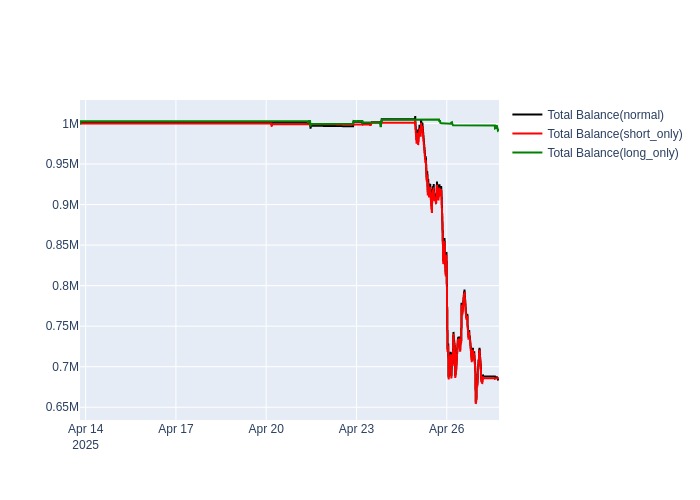 1M
0.95M
0.9M
0.85M
0.8M
0.75M
0.7M
0.65M
Apr 14
2025
Apr 17
Apr 20
Apr 23
Apr 26
Total Balance(normal)
Total Balance(short_only)
Total Balance(long_only)